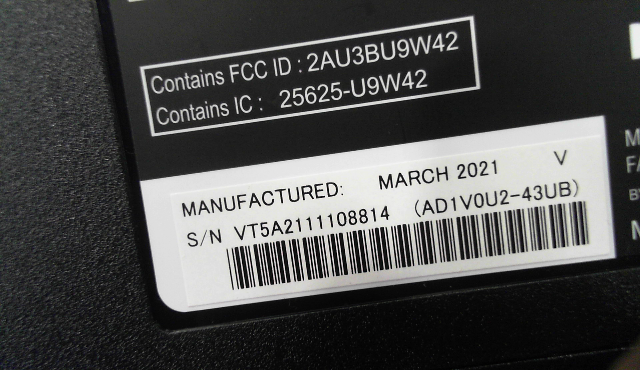 Contains FCC ID : 2AU3BU9W42
Contains IC : 25625-U9W42
MANUFACTURED: MARCH 2021 V
S/N VT5A2111108814 (AD1V0U2-43UB)